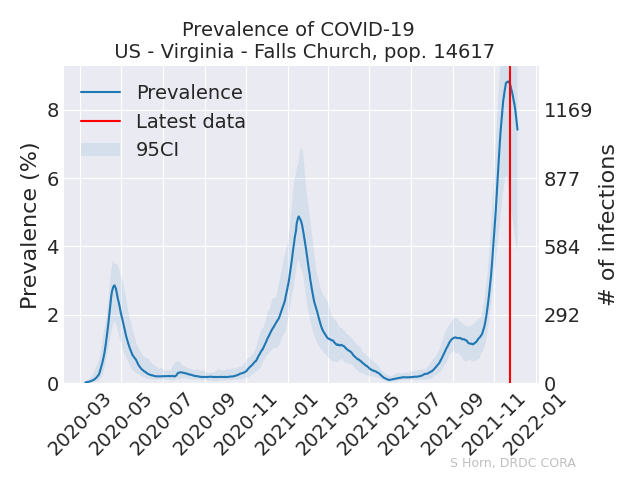 Prevalence of COVID-19
US - Virginia - Falls Church, pop. 14617
Prevalence
Latest data
95CI
Prevalence (%)
8
6
4
2
0
1169
877
584
292
0
# of infections
2020-03
2020-05
2020-07
2020-09
2020-11
2021-01
2021-03
2021-05
2021-07
2021-09
2021-11
2022-01
S Horn, DRDC CORA